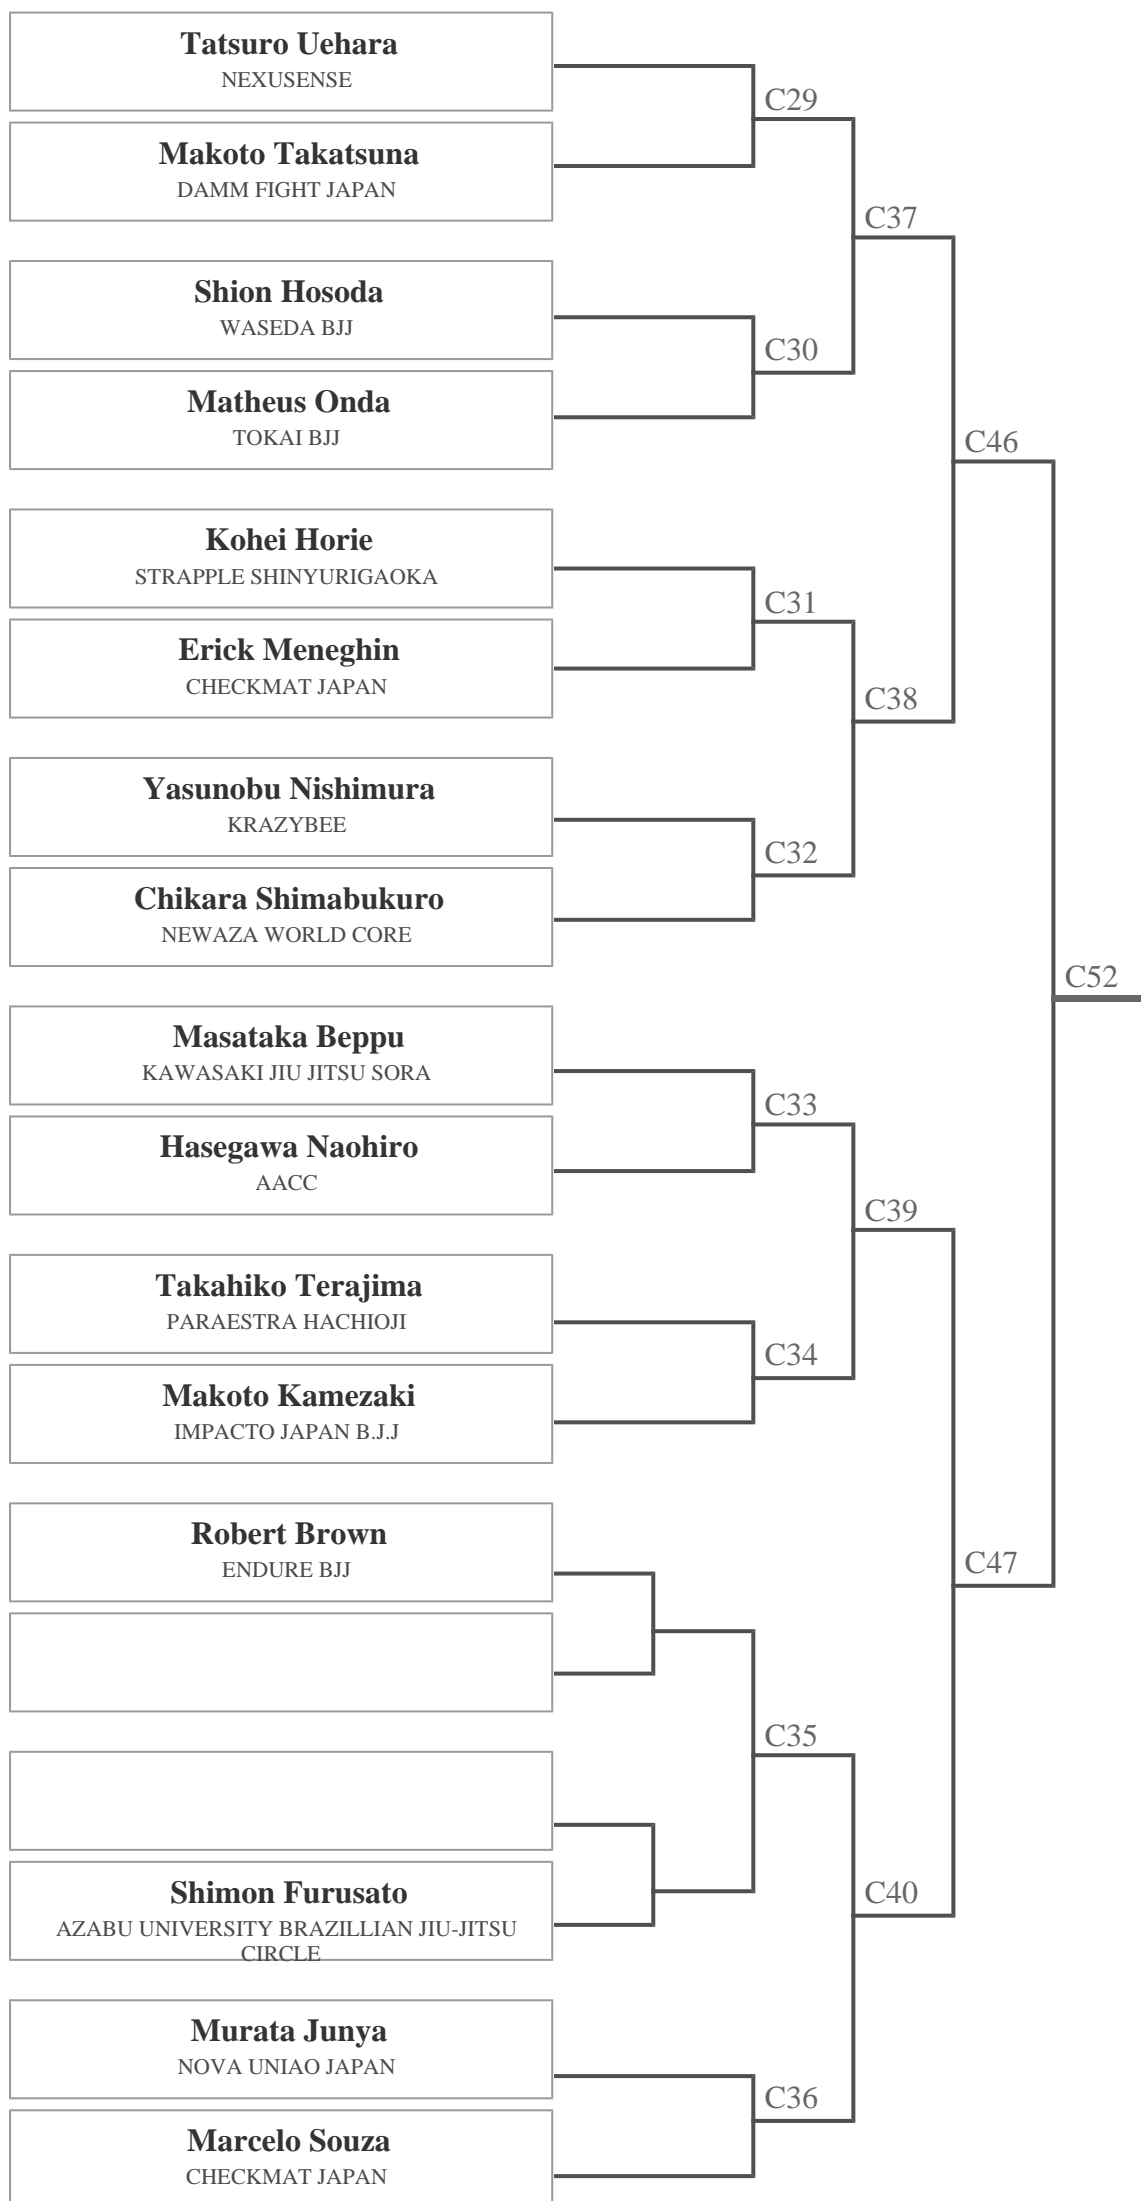 Tatsuro Uehara
NEXUSENSE
C29
Makoto Takatsuna
DAMM FIGHT JAPAN
C37
Shion Hosoda
WASEDA BJJ
C30
Matheus Onda
TOKAI BJJ
C46
Kohei Horie
STRAPPLE SHINYURIGAOKA
C31
Erick Meneghin
CHECKMAT JAPAN
C38
Yasunobu Nishimura
KRAZYBEE
C32
Chikara Shimabukuro
NEWAZA WORLD CORE
C52
Masataka Beppu
KAWASAKI JIU JITSU SORA
C33
Hasegawa Naohiro
AACC
C39
Takahiko Terajima
PARAESTRA HACHIOJI
C34
Makoto Kamezaki
IMPACTO JAPAN B.J.J
Robert Brown
ENDURE BJJ
C47
C35
Shimon Furusato
AZABU UNIVERSITY BRAZILLIAN JIU-JITSU
CIRCLE
C40
Murata Junya
NOVA UNIAO JAPAN
C36
Marcelo Souza
CHECKMAT JAPAN